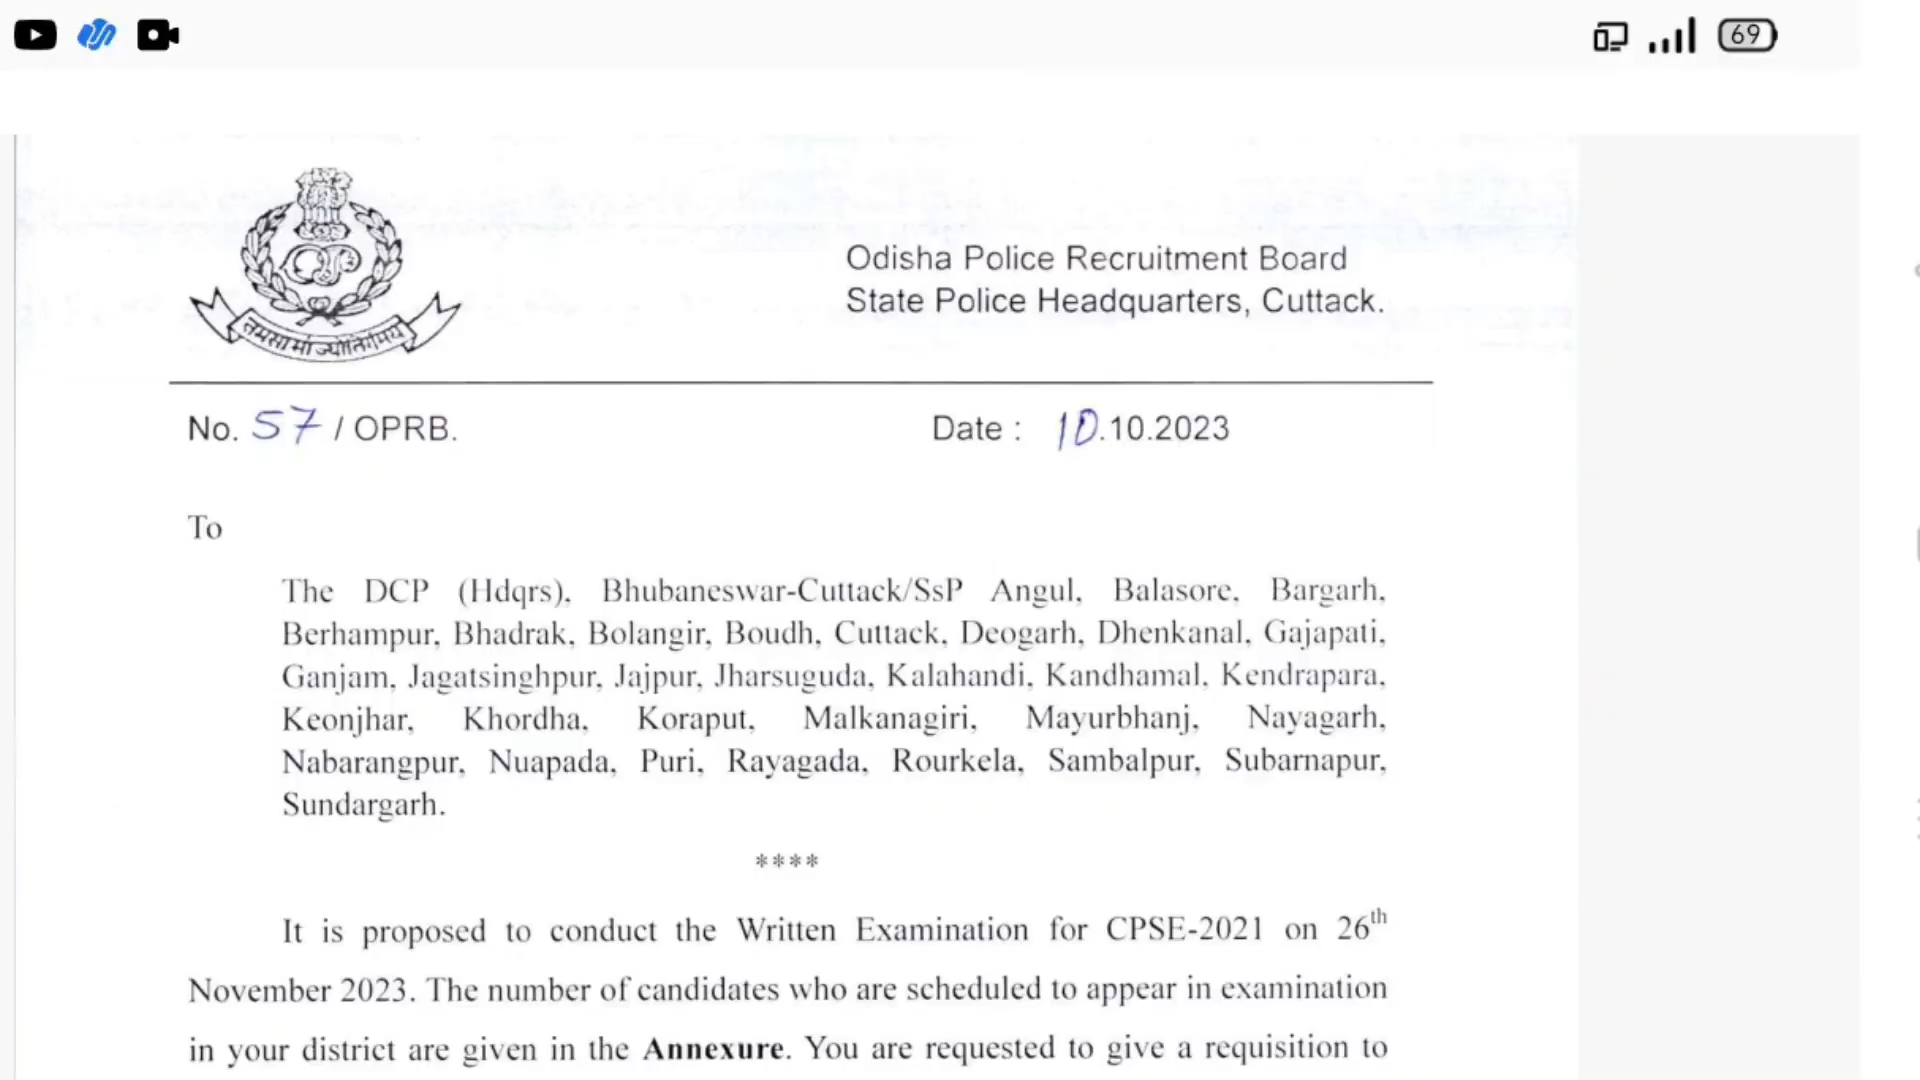 69
तमसो मा ज्योतिर्गमय
Odisha Police Recruitment Board
State Police Headquarters, Cuttack.
No. 57 / OPRB.
Date : 10.10.2023
To
The DCP (Hdqrs), Bhubaneswar-Cuttack/SsP Angul, Balasore, Bargarh,
Berhampur, Bhadrak, Bolangir, Boudh, Cuttack, Deogarh, Dhenkanal, Gajapati,
Ganjam, Jagatsinghpur, Jajpur, Jharsuguda, Kalahandi, Kandhamal, Kendrapara,
Keonjhar, Khordha, Koraput, Malkanagiri, Mayurbhanj, Nayagarh,
Nabarangpur, Nuapada, Puri, Rayagada, Rourkela, Sambalpur, Subarnapur,
Sundargarh.
****
It is proposed to conduct the Written Examination for CPSE-2021 on 26th
November 2023. The number of candidates who are scheduled to appear in examination
in your district are given in the Annexure. You are requested to give a requisition to